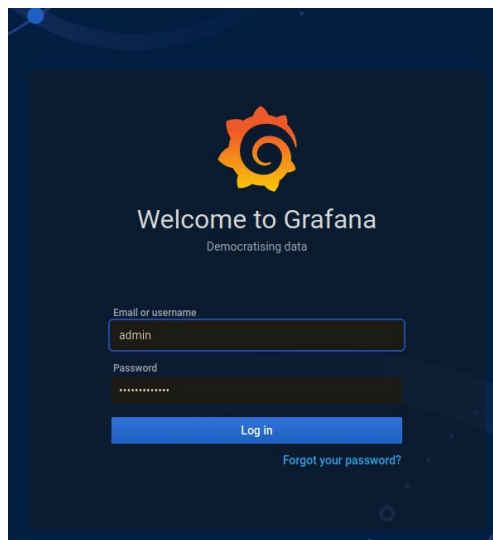 Welcome to Grafana
Democratising data
Email or username
admin
Password
•••••••••••••
Log in
Forgot your password?